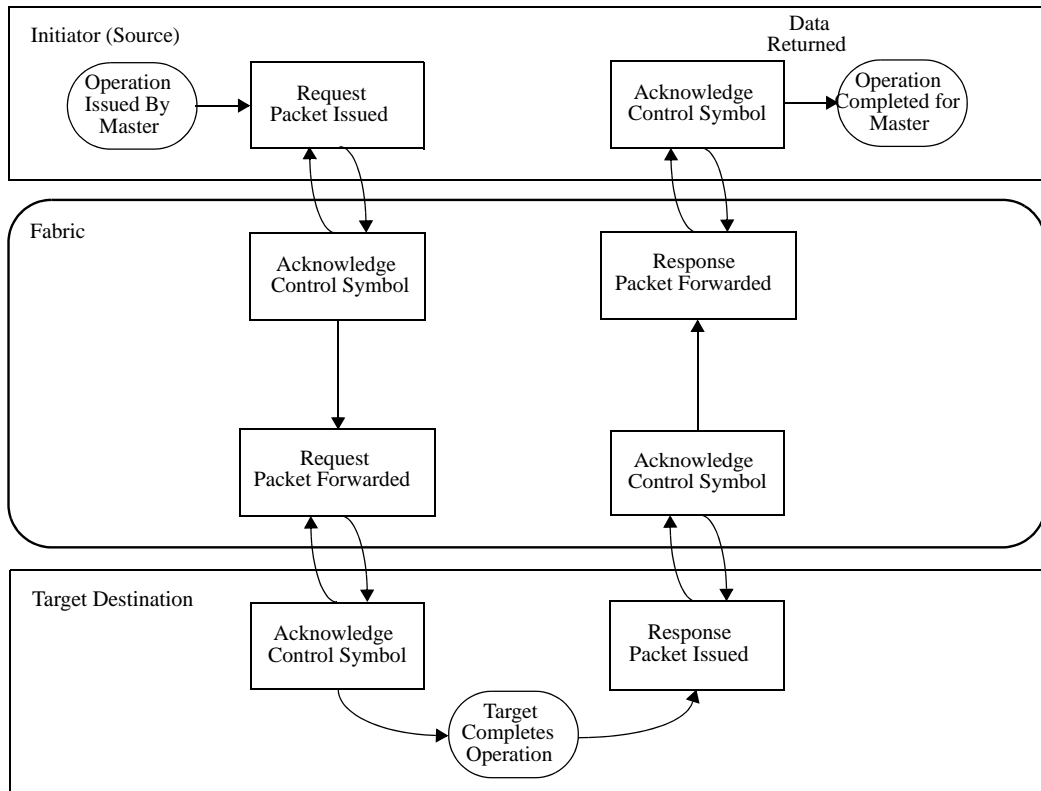 Initiator (Source)
Data
Returned
Operation
Issued By
Master
Request
Packet Issued
Acknowledge
Control Symbol
Operation
Completed for
Master
Fabric
Acknowledge
Control Symbol
Response
Packet Forwarded
Request
Packet Forwarded
Acknowledge
Control Symbol
Target Destination
Acknowledge
Control Symbol
Response
Packet Issued
Target
Completes
Operation